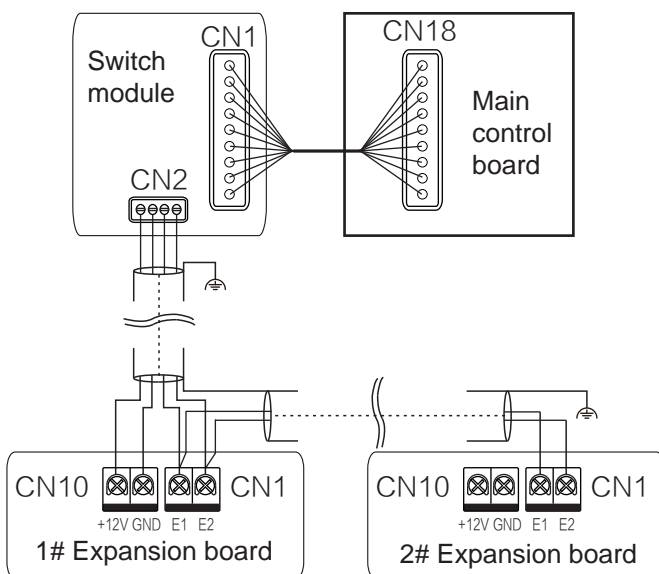 CN1
CN18
Switch
module
Main
control
board
CN2
CN10
CN1
+12V GND E1 E2
1# Expansion board
CN10
CN1
+12V GND E1 E2
2# Expansion board